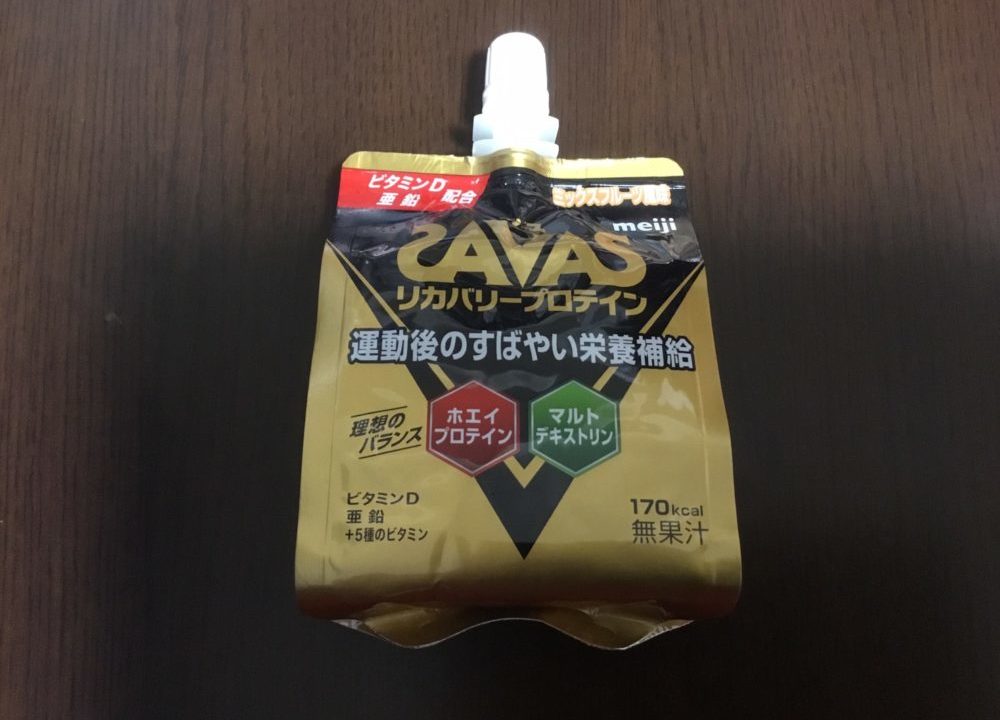 ビタミンD
亜鉛
配合
ミックスフルーツ風味
meiji
SAVAS
リカバリープロテイン
運動後のすばやい栄養補給
理想の
バランス
ホエイ
プロテイン
マルト
デキストリン
ビタミンD
亜鉛
+5種のビタミン
170kcal
無果汁